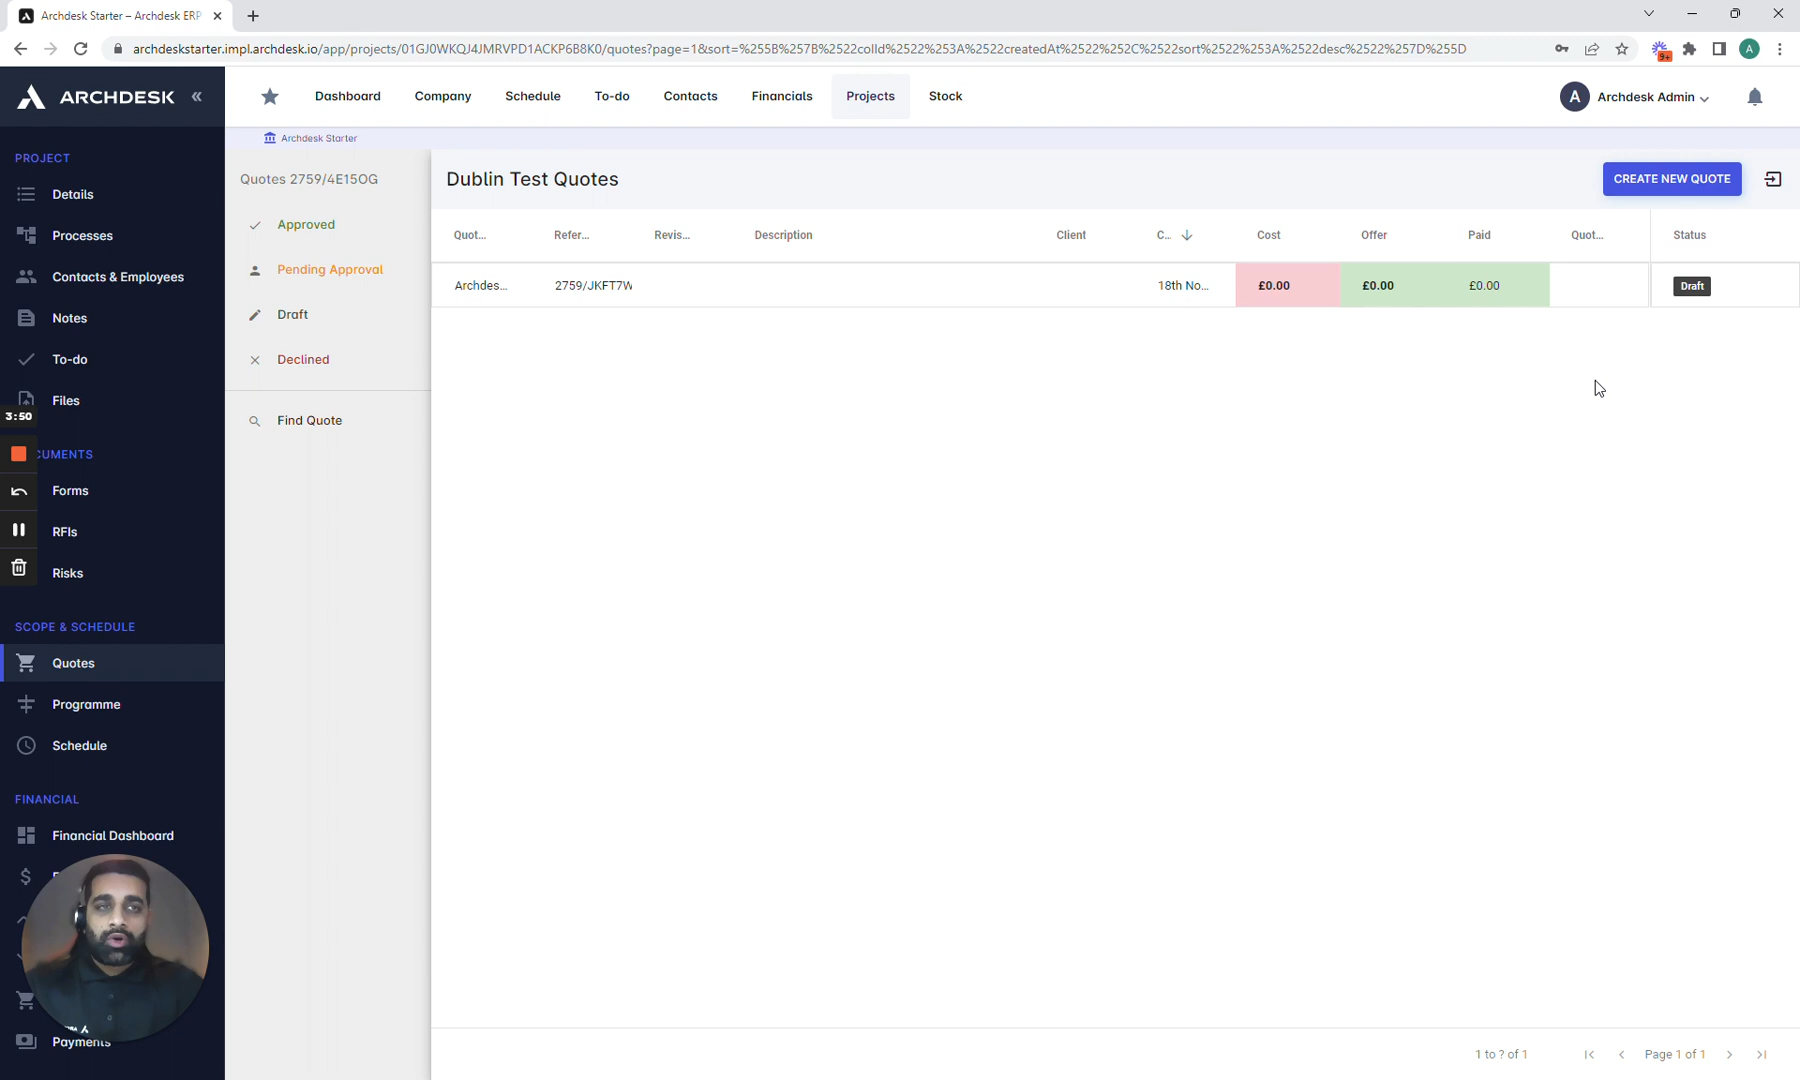 Archdesk Starter – Archdesk ERP
archdeskstarter.impl.archdesk.io/app/projects/01GJ0WKQJ4JMRVPD1ACKP6B8K0/quotes?page=1&sort=%255B%257B%2522colId%2522%253A%2522createdAt%2522%252C%2522sort%2522%253A%2522desc%2522%257D%255D
9+
A
ARCHDESK
Dashboard
Company
Schedule
To-do
Contacts
Financials
Projects
Stock
A
Archdesk Admin
Archdesk Starter
PROJECT
Details
Processes
Contacts & Employees
Notes
To-do
Files
3:50
CUMENTS
Forms
RFIs
Risks
SCOPE & SCHEDULE
Quotes
Programme
Schedule
FINANCIAL
Financial Dashboard
Payments
Quotes 2759/4E15OG
Approved
Pending Approval
Draft
Declined
Find Quote
Dublin Test Quotes
CREATE NEW QUOTE
Quot... Refer... Revis... Description Client C... Cost Offer Paid Quot... Status
Archdes... 2759/JKFT7W 18th No... £0.00 £0.00 £0.00 Draft
1 to ? of 1
Page 1 of 1